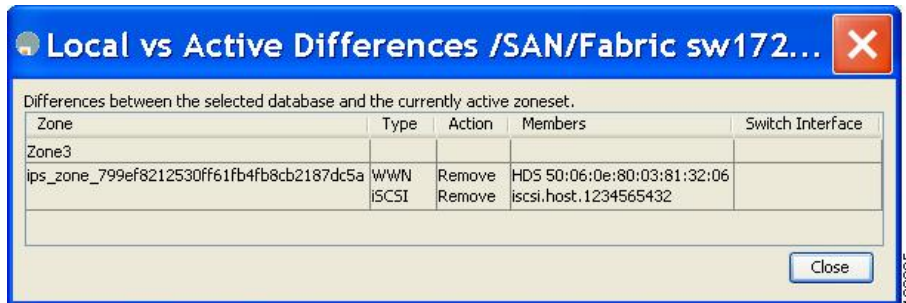 Local vs Active Differences /SAN/Fabric sw172...
Differences between the selected database and the currently active zoneset.
Zone Type Action Members Switch Interface
Zone3
ips_zone_799ef8212530ff61fb4fb8cb2187dc5a WWN Remove HDS 50:06:0e:80:03:81:32:06
iSCSI Remove iscsi.host.1234565432
Close